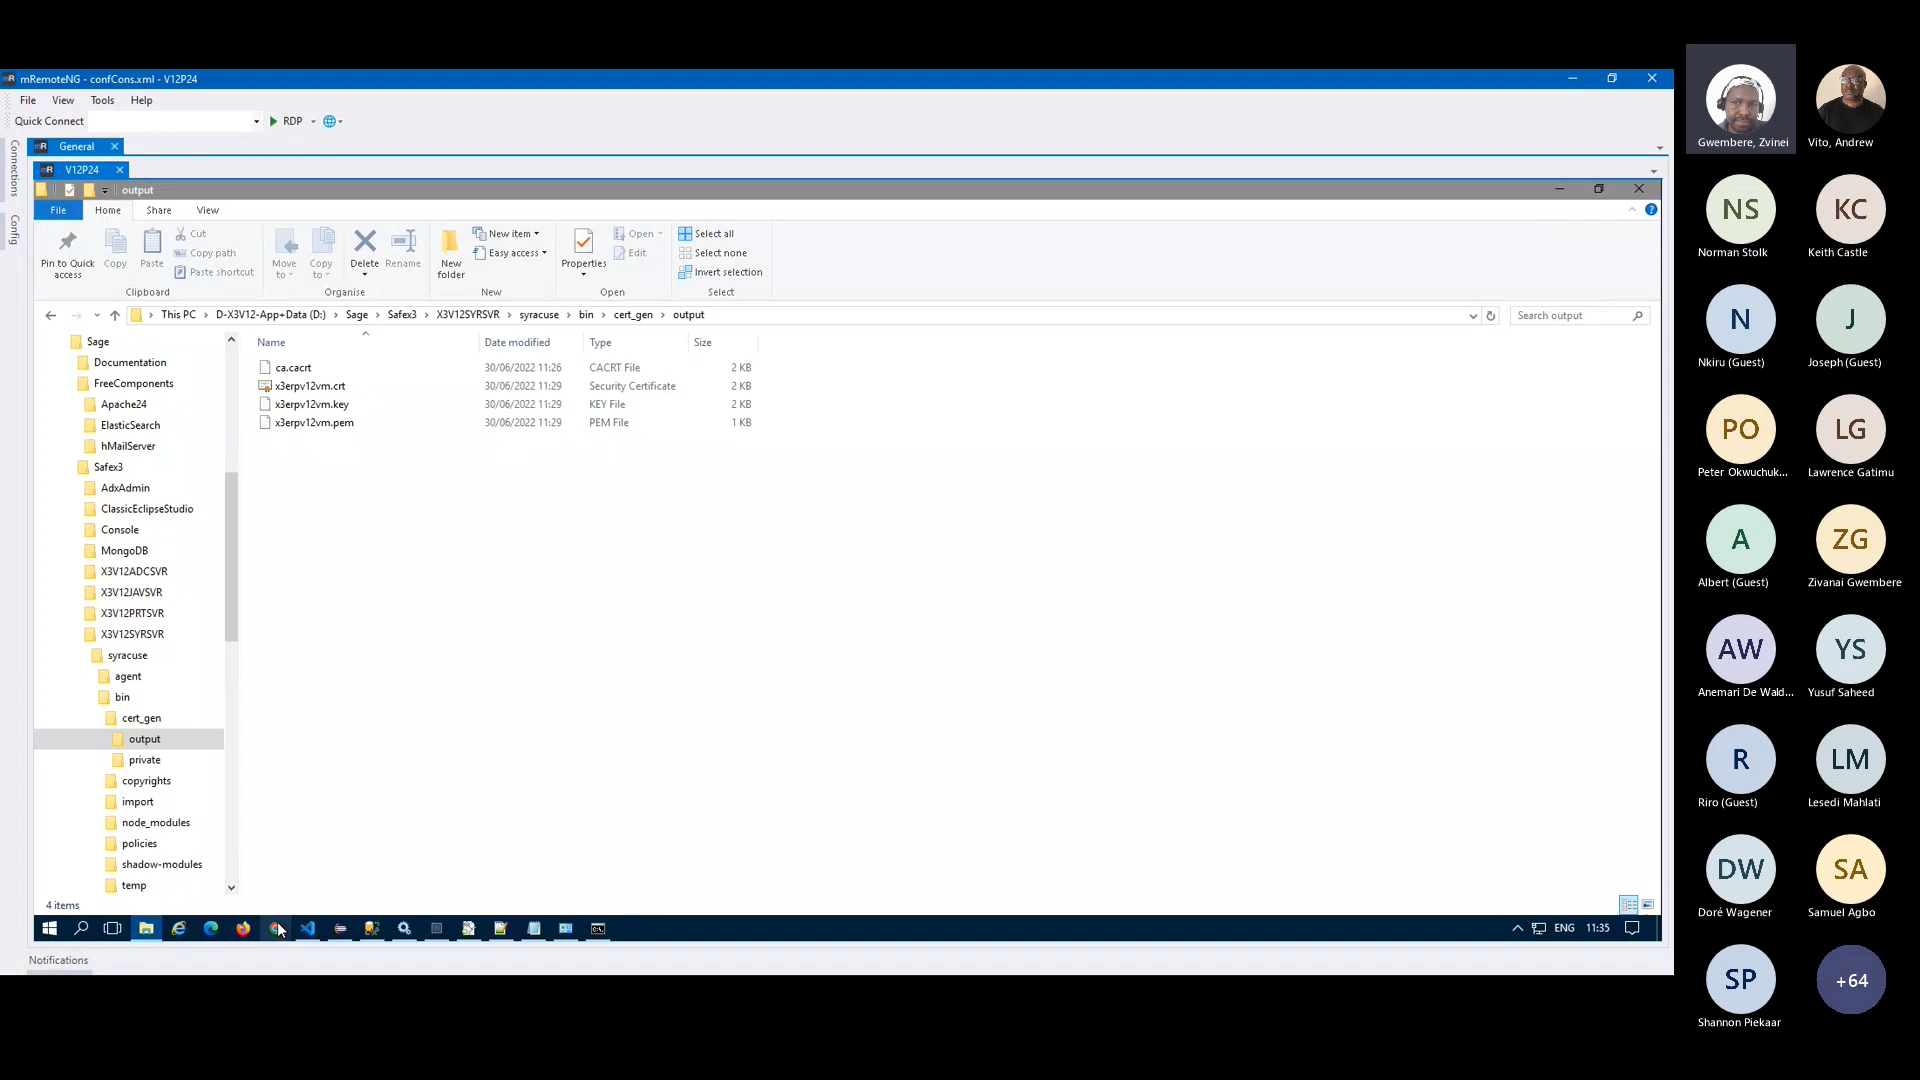 mRemoteNG - confCons.xml - V12P24
File View Tools Help
Quick Connect RDP
General
V12P24
output
File Home Share View
Pin to Quick access
Copy
Paste
Cut
Copy path
Paste shortcut
Clipboard
Move to
Copy to
Delete
Rename
Organise
New folder
New item
Easy access
New
Properties
Open
Edit
Open
Select all
Select none
Invert selection
Select
This PC > D-X3V12-App+Data (D:) > Sage > Safex3 > X3V12SYRSVR > syracuse > bin > cert_gen > output
Search output
Connections
Config
Sage
Documentation
FreeComponents
Apache24
ElasticSearch
hMailServer
Safex3
AdxAdmin
ClassicEclipseStudio
Console
MongoDB
X3V12ADCSVR
X3V12JAVSVR
X3V12PRTSVR
X3V12SYRSVR
syracuse
agent
bin
cert_gen
output
private
copyrights
import
node_modules
policies
shadow-modules
temp
Name Date modified Type Size
ca.cacrt 30/06/2022 11:26 CACRT File 2 KB
x3erpv12vm.crt 30/06/2022 11:29 Security Certificate 2 KB
x3erpv12vm.key 30/06/2022 11:29 KEY File 2 KB
x3erpv12vm.pem 30/06/2022 11:29 PEM File 1 KB
4 items
ENG 11:35
Notifications
Gwembere, Zvinei
Vito, Andrew
NS
Norman Stolk
KC
Keith Castle
N
Nkiru (Guest)
J
Joseph (Guest)
PO
Peter Okwuchuk...
LG
Lawrence Gatimu
A
Albert (Guest)
ZG
Zivanai Gwembere
AW
Anemari De Wald...
YS
Yusuf Saheed
R
Riro (Guest)
LM
Lesedi Mahlati
DW
Doré Wagener
SA
Samuel Agbo
SP
Shannon Piekaar
+64